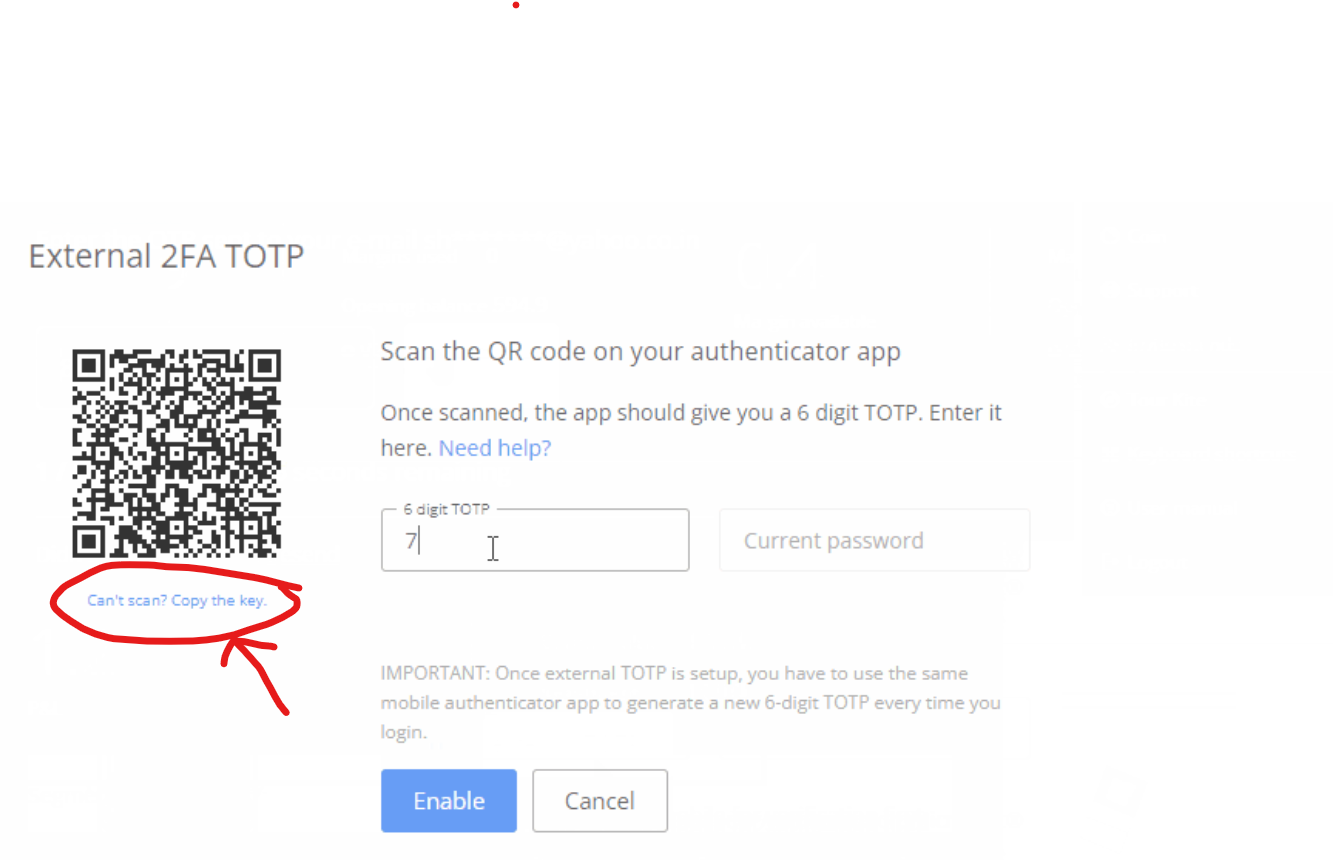 External 2FA TOTP
Scan the QR code on your authenticator app
Once scanned, the app should give you a 6 digit TOTP. Enter it
here. Need help?
6 digit TOTP
7
Current password
Can't scan? Copy the key.
IMPORTANT: Once external TOTP is setup, you have to use the same
mobile authenticator app to generate a new 6-digit TOTP every time you
login.
Enable
Cancel